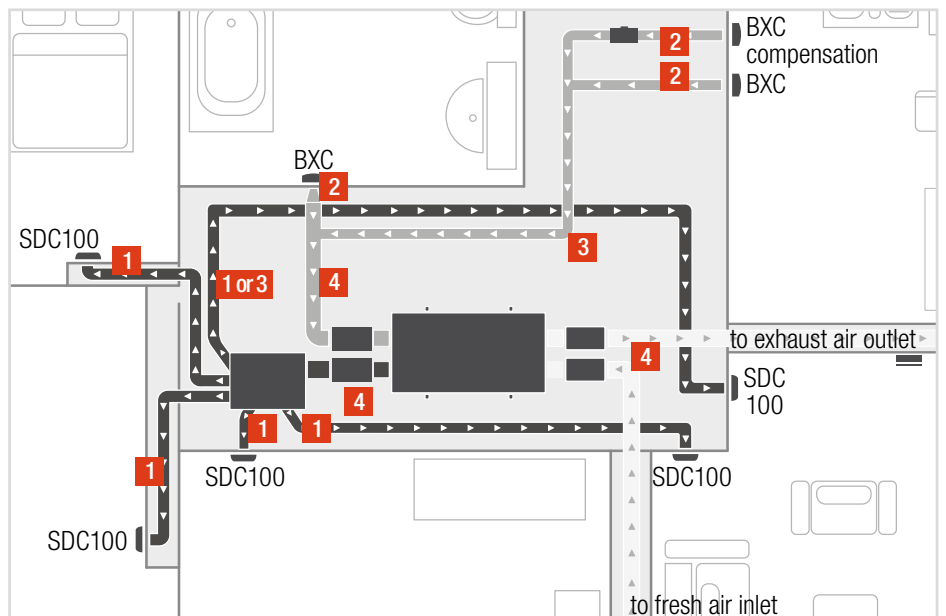 2
BXC
compensation
2
BXC
BXC
2
SDC100
1
3
1 or 3
4
to exhaust air outlet
4
4
SDC
100
1
1
1
SDC100
SDC100
SDC100
to fresh air inlet